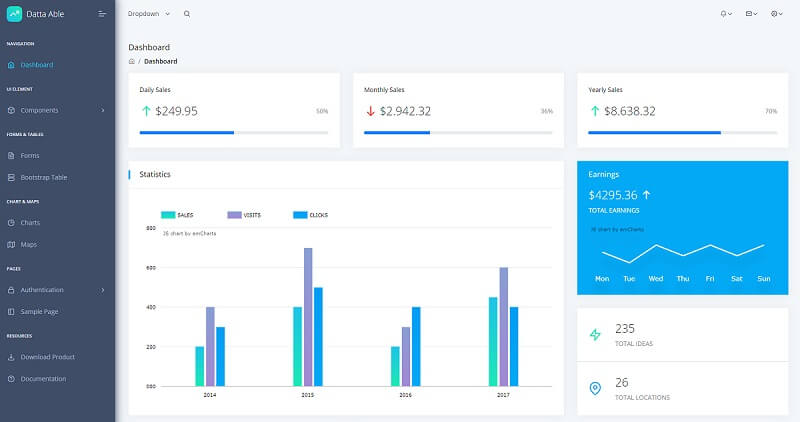 Datta Able
NAVIGATION
Dashboard
UI ELEMENT
Components
FORMS & TABLES
Forms
Bootstrap Table
CHART & MAPS
Charts
Maps
PAGES
Authentication
Sample Page
RESOURCES
Download Product
Documentation
Dropdown
Dashboard
/ Dashboard
Daily Sales
$249.95 50%
Monthly Sales
$2.942.32 36%
Yearly Sales
$8.638.32 70%
Statistics
SALES VISITS CLICKS
JS chart by amCharts
800
600
400
200
000
2014 2015 2016 2017
Earnings
$4295.36
TOTAL EARNINGS
JS chart by amCharts
Mon Tue Wed Thu Fri Sat Sun
235
TOTAL IDEAS
26
TOTAL LOCATIONS